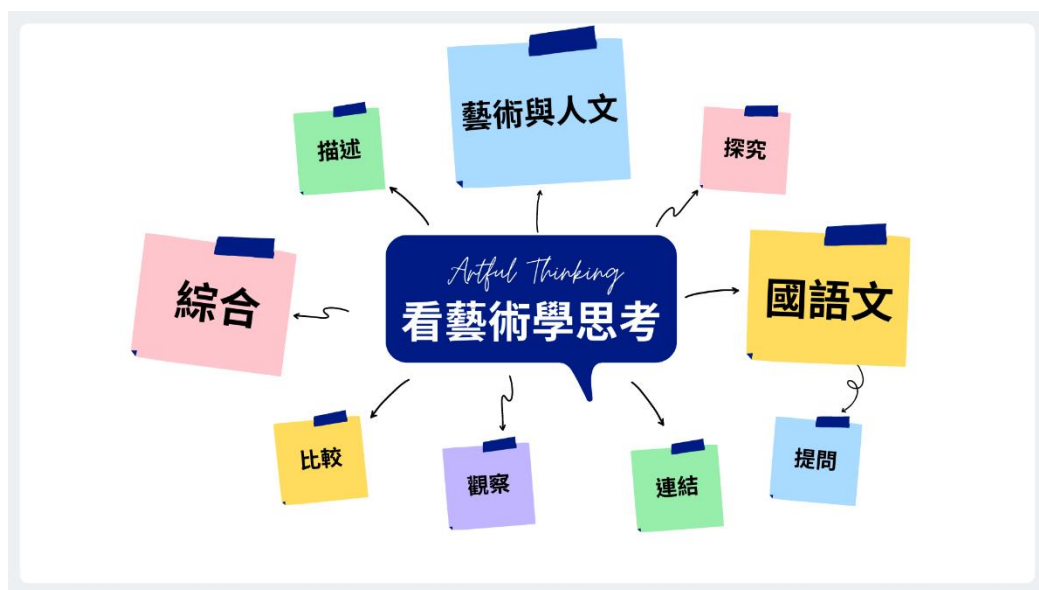 藝術與人文
描述
探究
綜合
Artful Thinking
看藝術學思考
國語文
比較
觀察
連結
提問